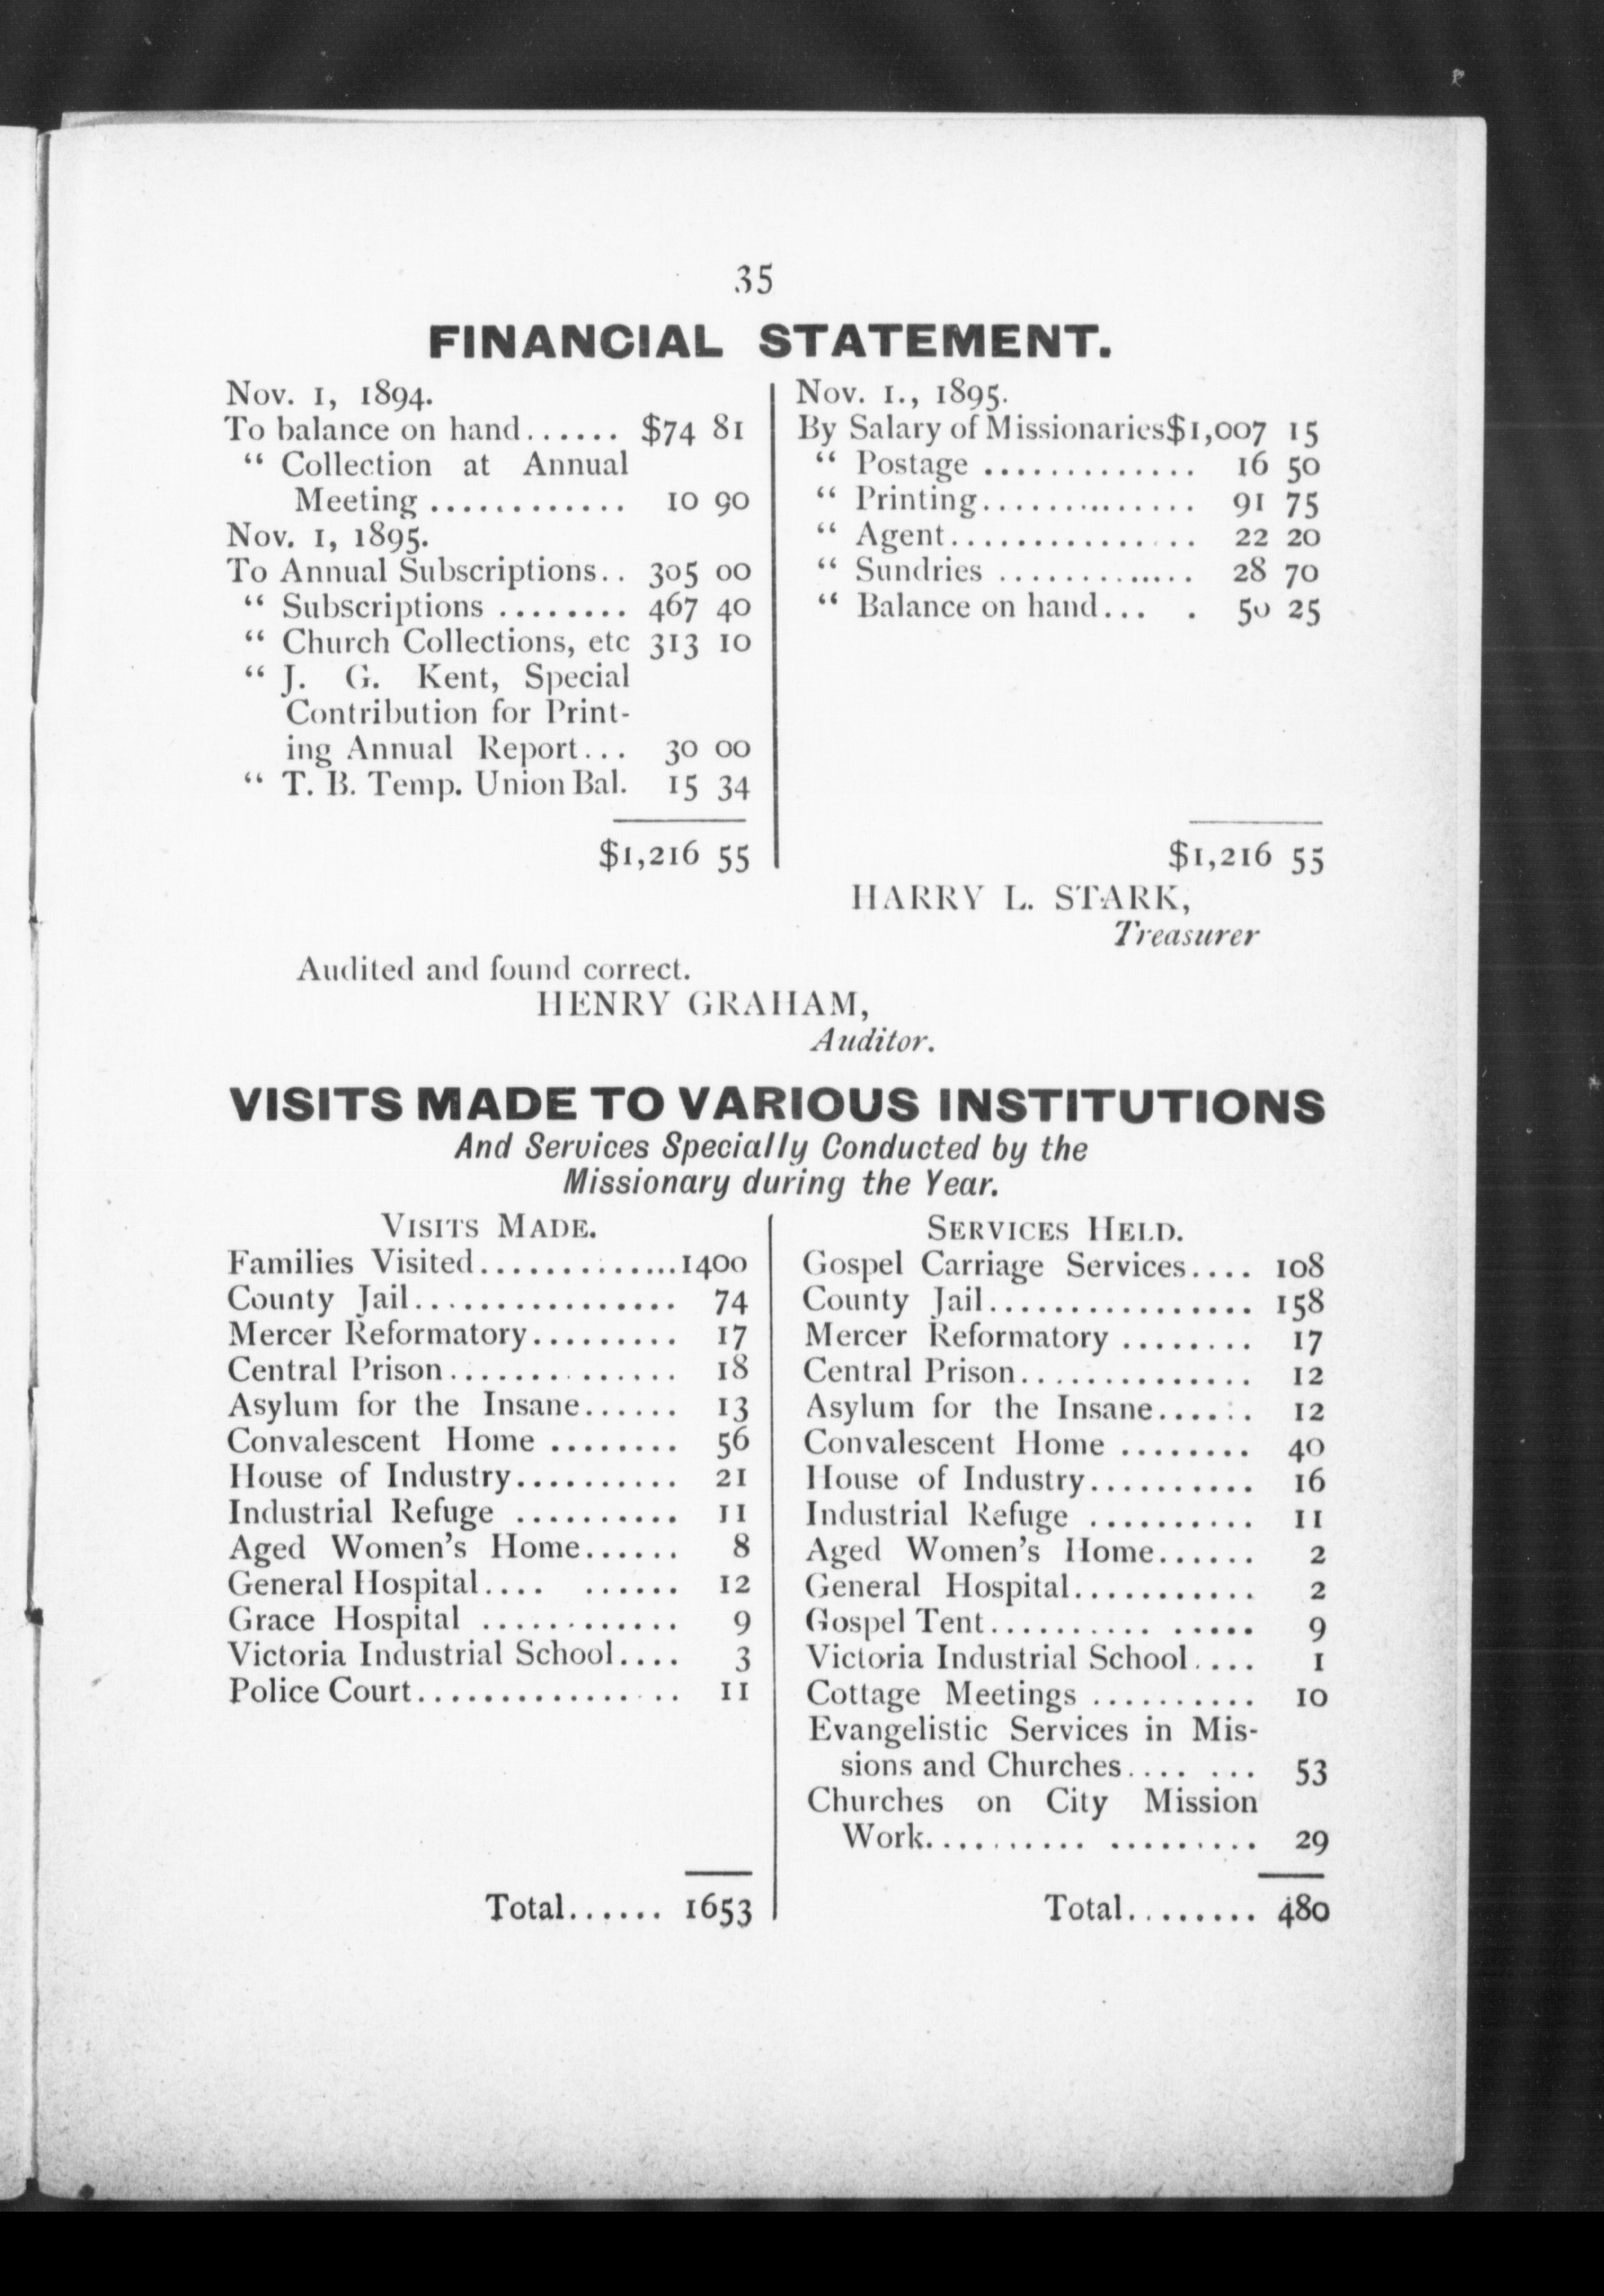 35
FINANCIAL STATEMENT.
Nov. 1, 1894.
To balance on hand...... $74 81
“ Collection at Annual
Meeting ............ 10 90
Nov. 1, 1895.
To Annual Subscriptions.. 305 00
“ Subscriptions ........ 467 40
“ Church Collections, etc 313 10
“ J. G. Kent, Special
Contribution for Print-
ing Annual Report... 30 00
“ T. B. Temp. Union Bal. 15 34
$1,216 55
Nov. 1., 1895.
By Salary of Missionaries $1,007 15
“ Postage ............. 16 50
“ Printing............. 91 75
“ Agent............... 22 20
“ Sundries ............ 28 70
“ Balance on hand... . 50 25
$1,216 55
HARRY L. STARK,
Treasurer
Audited and found correct.
HENRY GRAHAM,
Auditor.
VISITS MADE TO VARIOUS INSTITUTIONS
And Services Specially Conducted by the
Missionary during the Year.
VISITS MADE.
Families Visited.............1400
County Jail................ 74
Mercer Reformatory......... 17
Central Prison.............. 18
Asylum for the Insane...... 13
Convalescent Home ........ 56
House of Industry.......... 21
Industrial Refuge .......... 11
Aged Women's Home...... 8
General Hospital.... ...... 12
Grace Hospital ............ 9
Victoria Industrial School.... 3
Police Court................ 11
Total...... 1653
SERVICES HELD.
Gospel Carriage Services.... 108
County Jail................ 158
Mercer Reformatory ........ 17
Central Prison.............. 12
Asylum for the Insane...... 12
Convalescent Home ........ 40
House of Industry.......... 16
Industrial Refuge .......... 11
Aged Women's Home...... 2
General Hospital........... 2
Gospel Tent.......... ..... 9
Victoria Industrial School.... 1
Cottage Meetings .......... 10
Evangelistic Services in Mis-
sions and Churches.... ... 53
Churches on City Mission
Work.......... ......... 29
Total........ 480